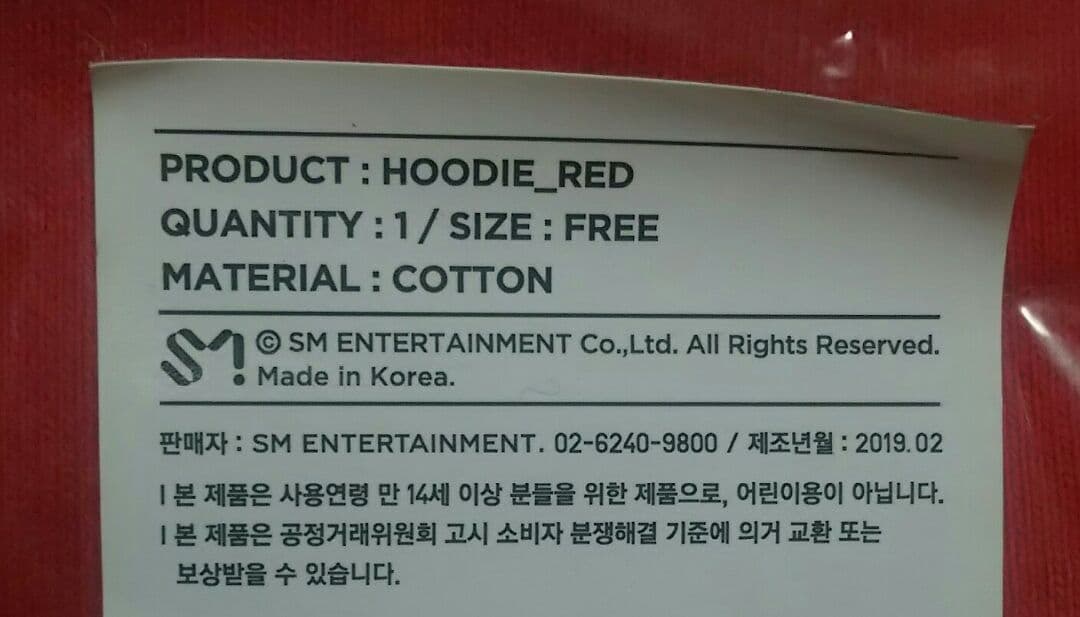 PRODUCT : HOODIE_RED
QUANTITY : 1 / SIZE : FREE
MATERIAL : COTTON
SM
© SM ENTERTAINMENT Co.,Ltd. All Rights Reserved.
Made in Korea.
판매자 : SM ENTERTAINMENT. 02-6240-9800 / 제조년월 : 2019. 02
l 본 제품은 사용연령 만 14세 이상 분들을 위한 제품으로, 어린이용이 아닙니다.
l 본 제품은 공정거래위원회 고시 소비자 분쟁해결 기준에 의거 교환 또는
보상받을 수 있습니다.